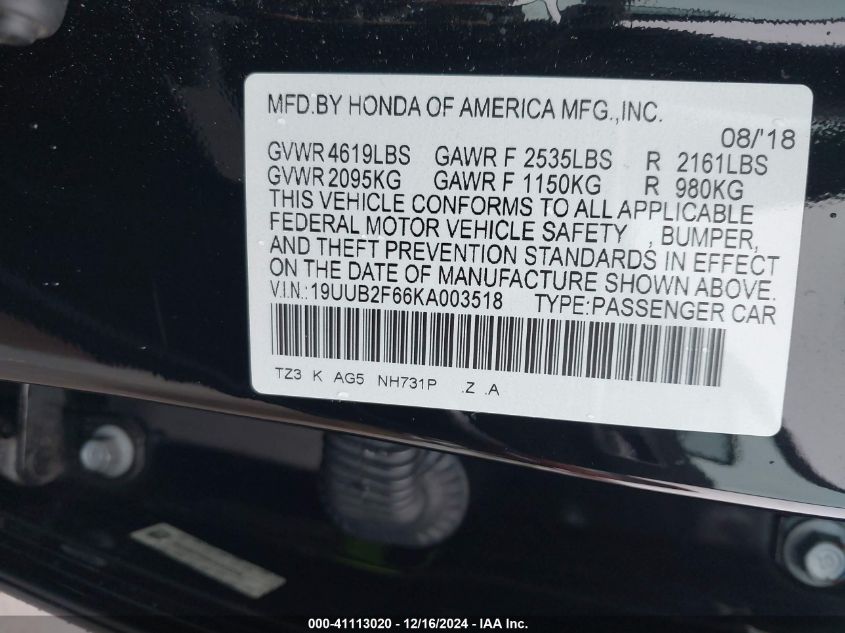 MFD.BY HONDA OF AMERICA MFG.,INC.
08/'18
GVWR 4619LBS GAWR F 2535LBS R 2161LBS
GVWR 2095KG GAWR F 1150KG R 980KG
THIS VEHICLE CONFORMS TO ALL APPLICABLE
FEDERAL MOTOR VEHICLE SAFETY , BUMPER,
AND THEFT PREVENTION STANDARDS IN EFFECT
ON THE DATE OF MANUFACTURE SHOWN ABOVE.
V.I.N.:19UUB2F66KA003518 TYPE:PASSENGER CAR
TZ3 K AG5 NH731P .Z .A
000-41113020 - 12/16/2024 - IAA Inc.